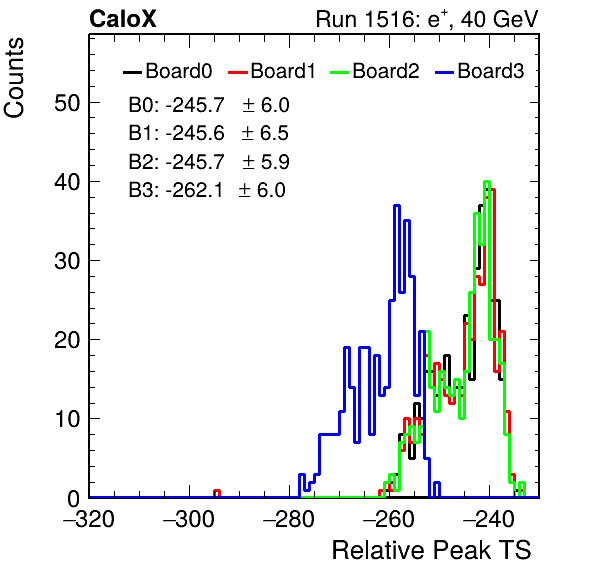 CaloX Run 1516: e⁺, 40 GeV
Counts
Board0 Board1 Board2 Board3
B0: -245.7 ± 6.0
B1: -245.6 ± 6.5
B2: -245.7 ± 5.9
B3: -262.1 ± 6.0
50
40
30
20
10
0
−320 −300 −280 −260 −240
Relative Peak TS